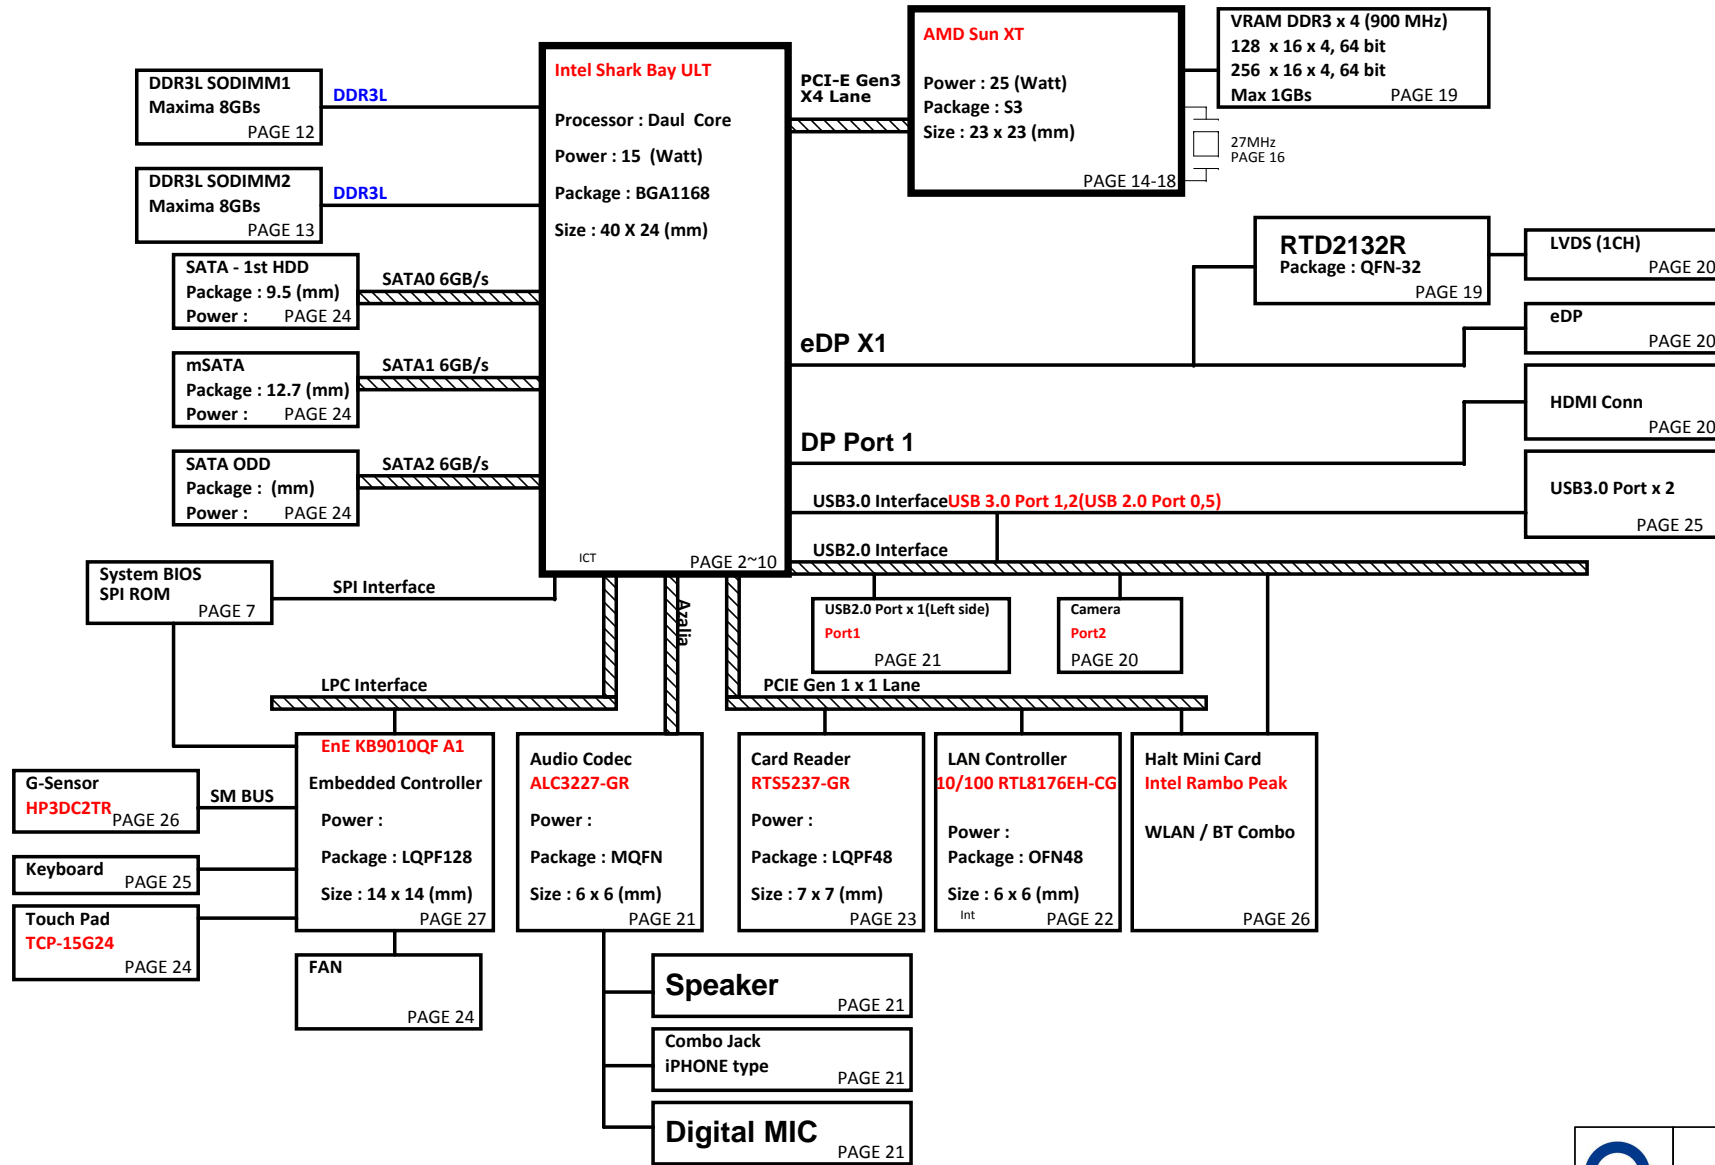 DDR3L SODIMM1
Maxima 8GBs
PAGE 12
DDR3L
DDR3L SODIMM2
Maxima 8GBs
PAGE 13
DDR3L
SATA - 1st HDD
Package : 9.5 (mm)
Power : PAGE 24
SATA0 6GB/s
mSATA
Package : 12.7 (mm)
Power : PAGE 24
SATA1 6GB/s
SATA ODD
Package : (mm)
Power : PAGE 24
SATA2 6GB/s
System BIOS
SPI ROM
PAGE 7
SPI Interface
Intel Shark Bay ULT
Processor : Daul Core
Power : 15 (Watt)
Package : BGA1168
Size : 40 X 24 (mm)
ICT
PAGE 2~10
PCI-E Gen3
X4 Lane
AMD Sun XT
Power : 25 (Watt)
Package : S3
Size : 23 x 23 (mm)
PAGE 14-18
VRAM DDR3 x 4 (900 MHz)
128 x 16 x 4, 64 bit
256 x 16 x 4, 64 bit
Max 1GBs PAGE 19
27MHz
PAGE 16
RTD2132R
Package : QFN-32
PAGE 19
LVDS (1CH)
PAGE 20
eDP X1
eDP
PAGE 20
DP Port 1
HDMI Conn
PAGE 20
USB3.0 Interface USB 3.0 Port 1,2(USB 2.0 Port 0,5)
USB3.0 Port x 2
PAGE 25
USB2.0 Interface
USB2.0 Port x 1(Left side)
Port1
PAGE 21
Camera
Port2
PAGE 20
Azalia
LPC Interface
PCIE Gen 1 x 1 Lane
EnE KB9010QF A1
Embedded Controller
Power :
Package : LQPF128
Size : 14 x 14 (mm)
PAGE 27
G-Sensor
HP3DC2TR
PAGE 26
SM BUS
Keyboard
PAGE 25
Touch Pad
TCP-15G24
PAGE 24
FAN
PAGE 24
Audio Codec
ALC3227-GR
Power :
Package : MQFN
Size : 6 x 6 (mm)
PAGE 21
Card Reader
RTS5237-GR
Power :
Package : LQPF48
Size : 7 x 7 (mm)
PAGE 23
LAN Controller
10/100 RTL8176EH-CG
Power :
Package : OFN48
Size : 6 x 6 (mm)
Int
PAGE 22
Halt Mini Card
Intel Rambo Peak
WLAN / BT Combo
PAGE 26
Speaker
PAGE 21
Combo Jack
iPHONE type
PAGE 21
Digital MIC
PAGE 21